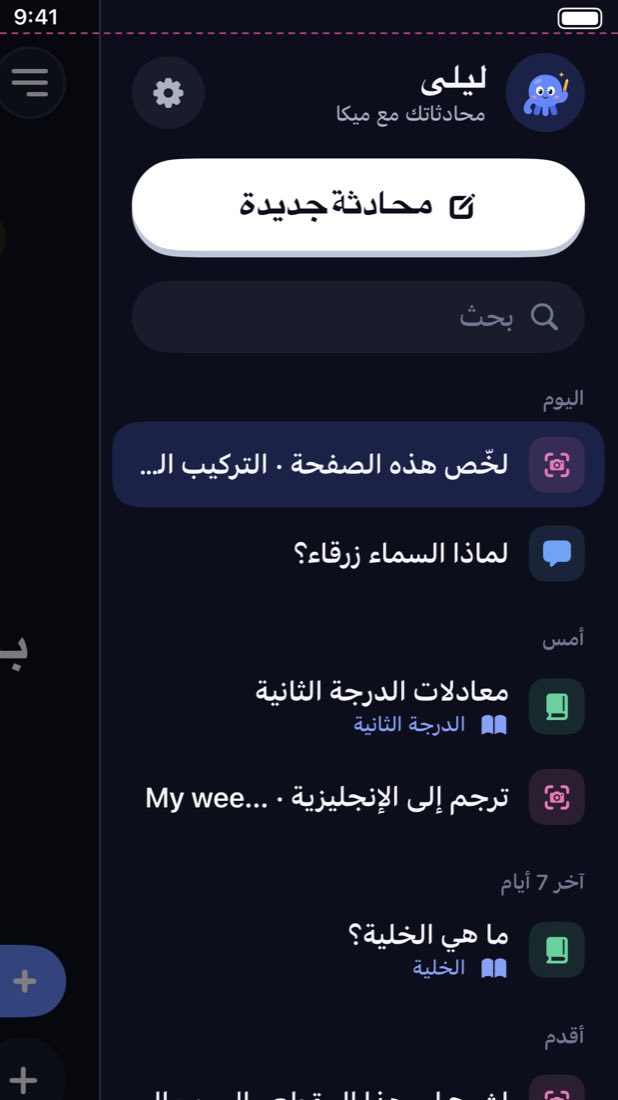 9:41
ليلى
محادثاتك مع ميكا
محادثة جديدة
بحث
اليوم
لخّص هذه الصفحة · التركيب الـ...
لماذا السماء زرقاء؟
أمس
معادلات الدرجة الثانية
الدرجة الثانية
ترجم إلى الإنجليزية · My wee...
آخر 7 أيام
ما هي الخلية؟
الخلية
أقدم